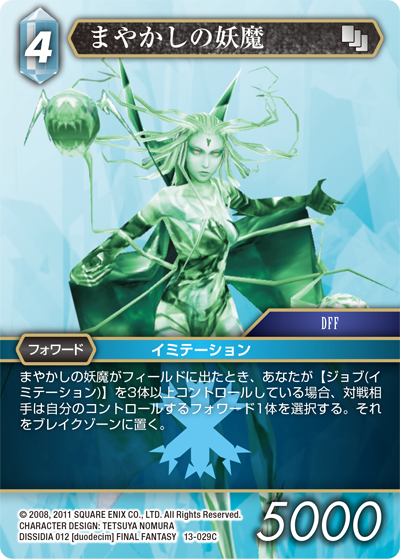 4
まやかしの妖魔
DFF
フォワード
イミテーション
まやかしの妖魔がフィールドに出たとき、あなたが【ジョブ(イ
ミテーション)】を3体以上コントロールしている場合、対戦相
手は自分のコントロールするフォワード1体を選択する。それ
をブレイクゾーンに置く。
© 2008, 2011 SQUARE ENIX CO., LTD. All Rights Reserved.
CHARACTER DESIGN: TETSUYA NOMURA
DISSIDIA 012 [duodecim] FINAL FANTASY 13-029C
5000